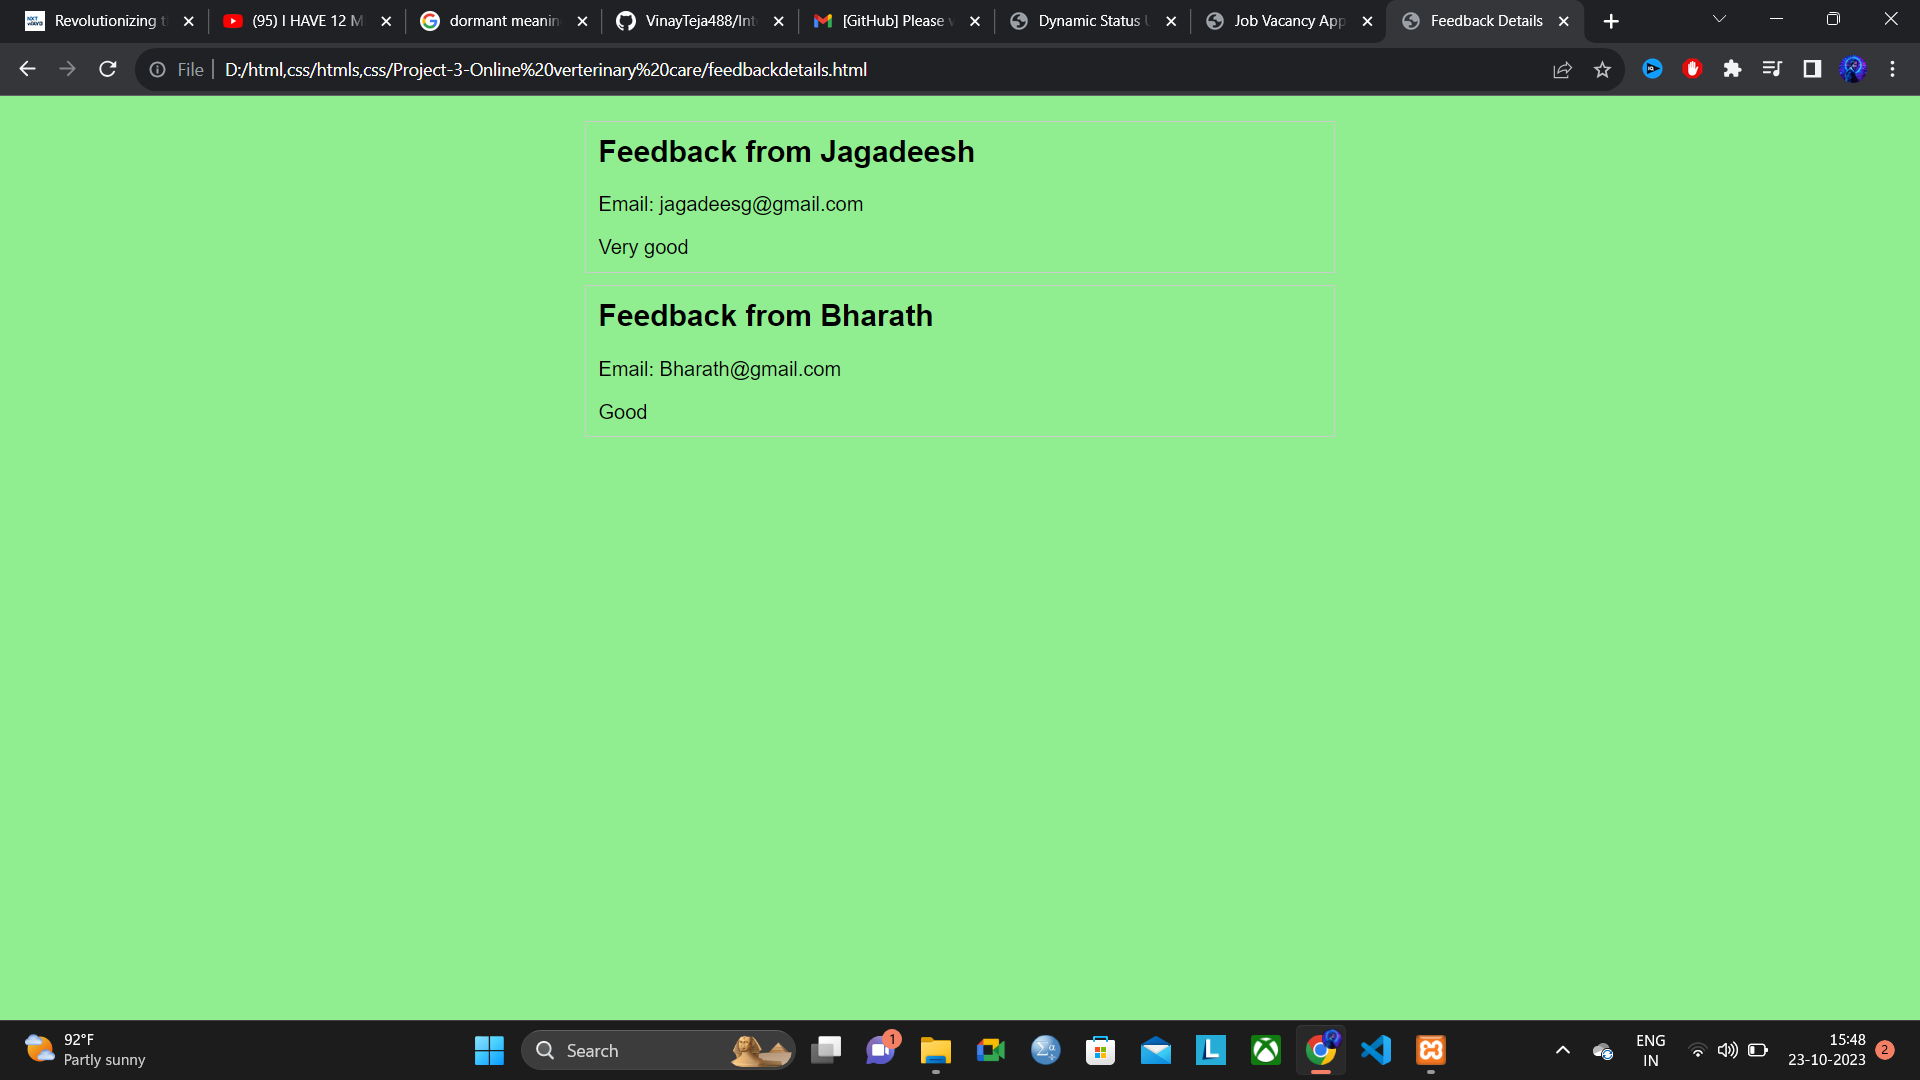 Revolutionizing t
(95) I HAVE 12 M
dormant meanin
VinayTeja488/Int
[GitHub] Please v
Dynamic Status U
Job Vacancy App
Feedback Details
File
D:/html,css/htmls,css/Project-3-Online%20verterinary%20care/feedbackdetails.html
Feedback from Jagadeesh
Email: jagadeesg@gmail.com
Very good
Feedback from Bharath
Email: Bharath@gmail.com
Good
92°F
Partly sunny
Search
1
ENG
IN
15:48
23-10-2023
2